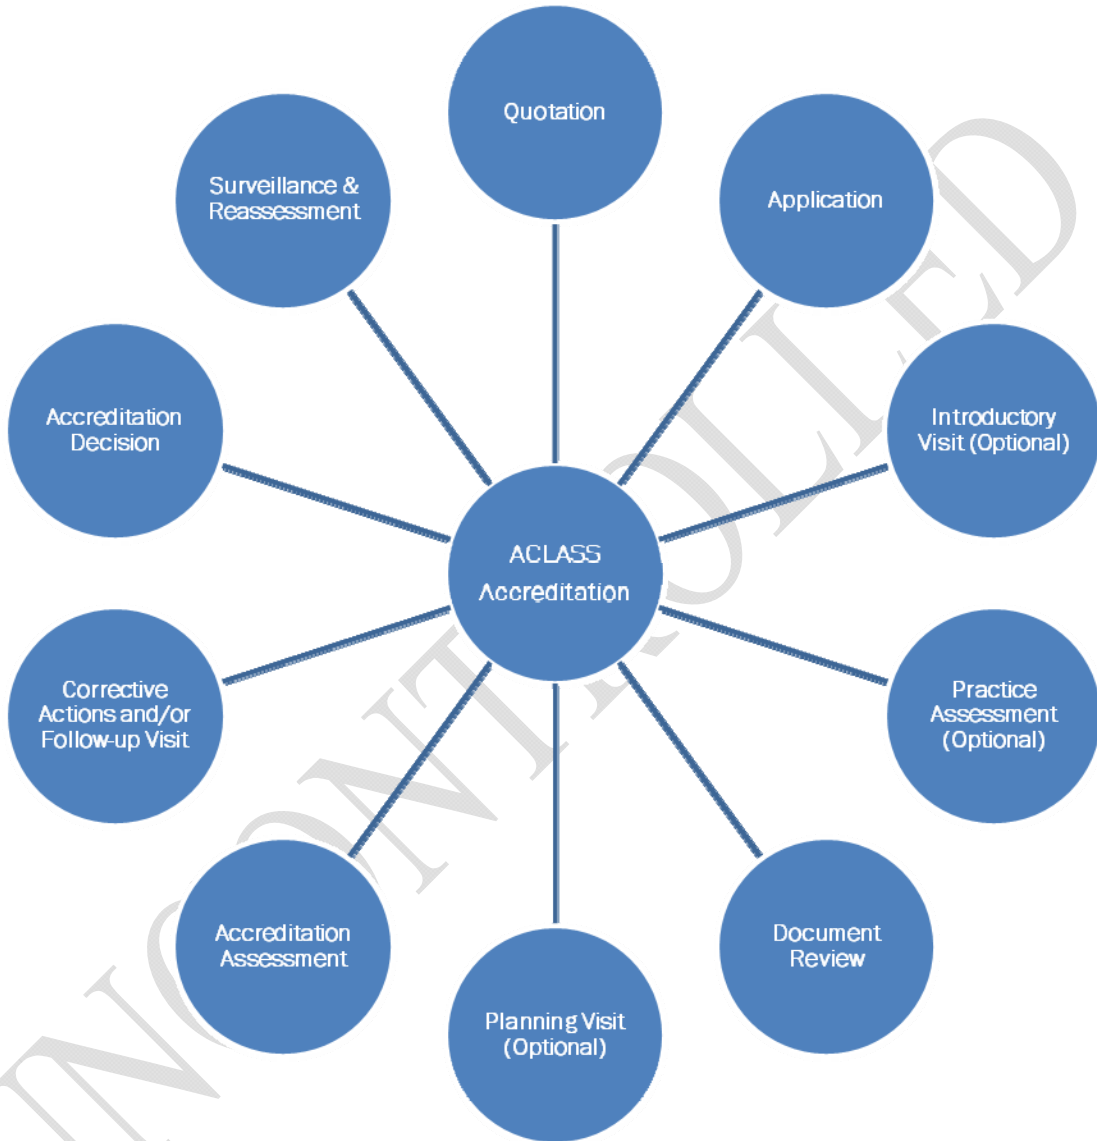 Quotation
Application
Introductory
Visit (Optional)
Practice
Assessment
(Optional)
Document
Review
Planning Visit
(Optional)
Accreditation
Assessment
Corrective
Actions and/or
Follow-up Visit
Accreditation
Decision
Surveillance &
Reassessment
ACLASS
Accreditation
UNCONTROLLED